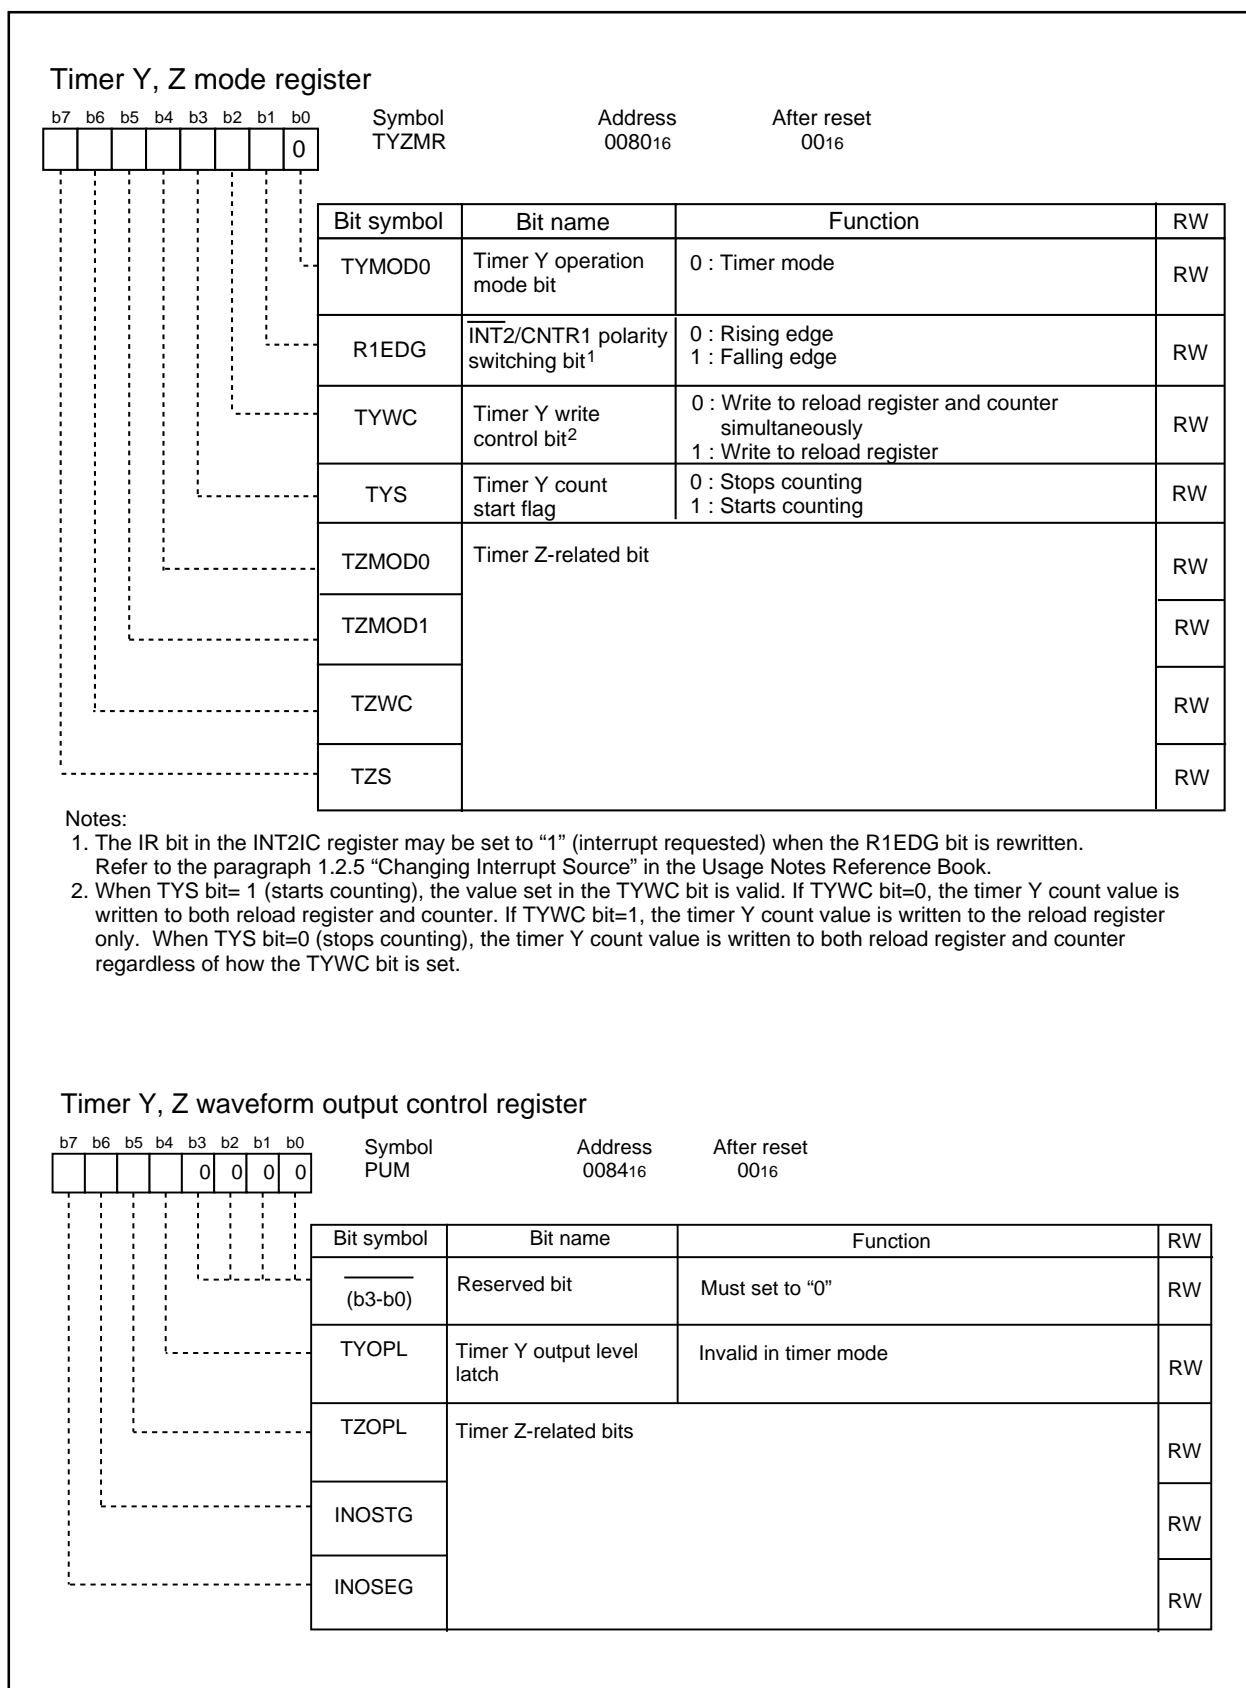 Timer Y, Z mode register
b7 b6 b5 b4 b3 b2 b1 b0
0
Symbol Address After reset
TYZMR 008016 0016
Bit symbol Bit name Function RW
TYMOD0 Timer Y operation mode bit 0 : Timer mode RW
R1EDG INT2/CNTR1 polarity switching bit1 0 : Rising edge
1 : Falling edge RW
TYWC Timer Y write control bit2 0 : Write to reload register and counter simultaneously
1 : Write to reload register RW
TYS Timer Y count start flag 0 : Stops counting
1 : Starts counting RW
TZMOD0 Timer Z-related bit RW
TZMOD1 RW
TZWC RW
TZS RW
Notes:
1. The IR bit in the INT2IC register may be set to “1” (interrupt requested) when the R1EDG bit is rewritten.
Refer to the paragraph 1.2.5 “Changing Interrupt Source” in the Usage Notes Reference Book.
2. When TYS bit= 1 (starts counting), the value set in the TYWC bit is valid. If TYWC bit=0, the timer Y count value is
written to both reload register and counter. If TYWC bit=1, the timer Y count value is written to the reload register
only. When TYS bit=0 (stops counting), the timer Y count value is written to both reload register and counter
regardless of how the TYWC bit is set.
Timer Y, Z waveform output control register
b7 b6 b5 b4 b3 b2 b1 b0
0 0 0 0
Symbol Address After reset
PUM 008416 0016
Bit symbol Bit name Function RW
(b3-b0) Reserved bit Must set to “0” RW
TYOPL Timer Y output level latch Invalid in timer mode RW
TZOPL Timer Z-related bits RW
INOSTG RW
INOSEG RW